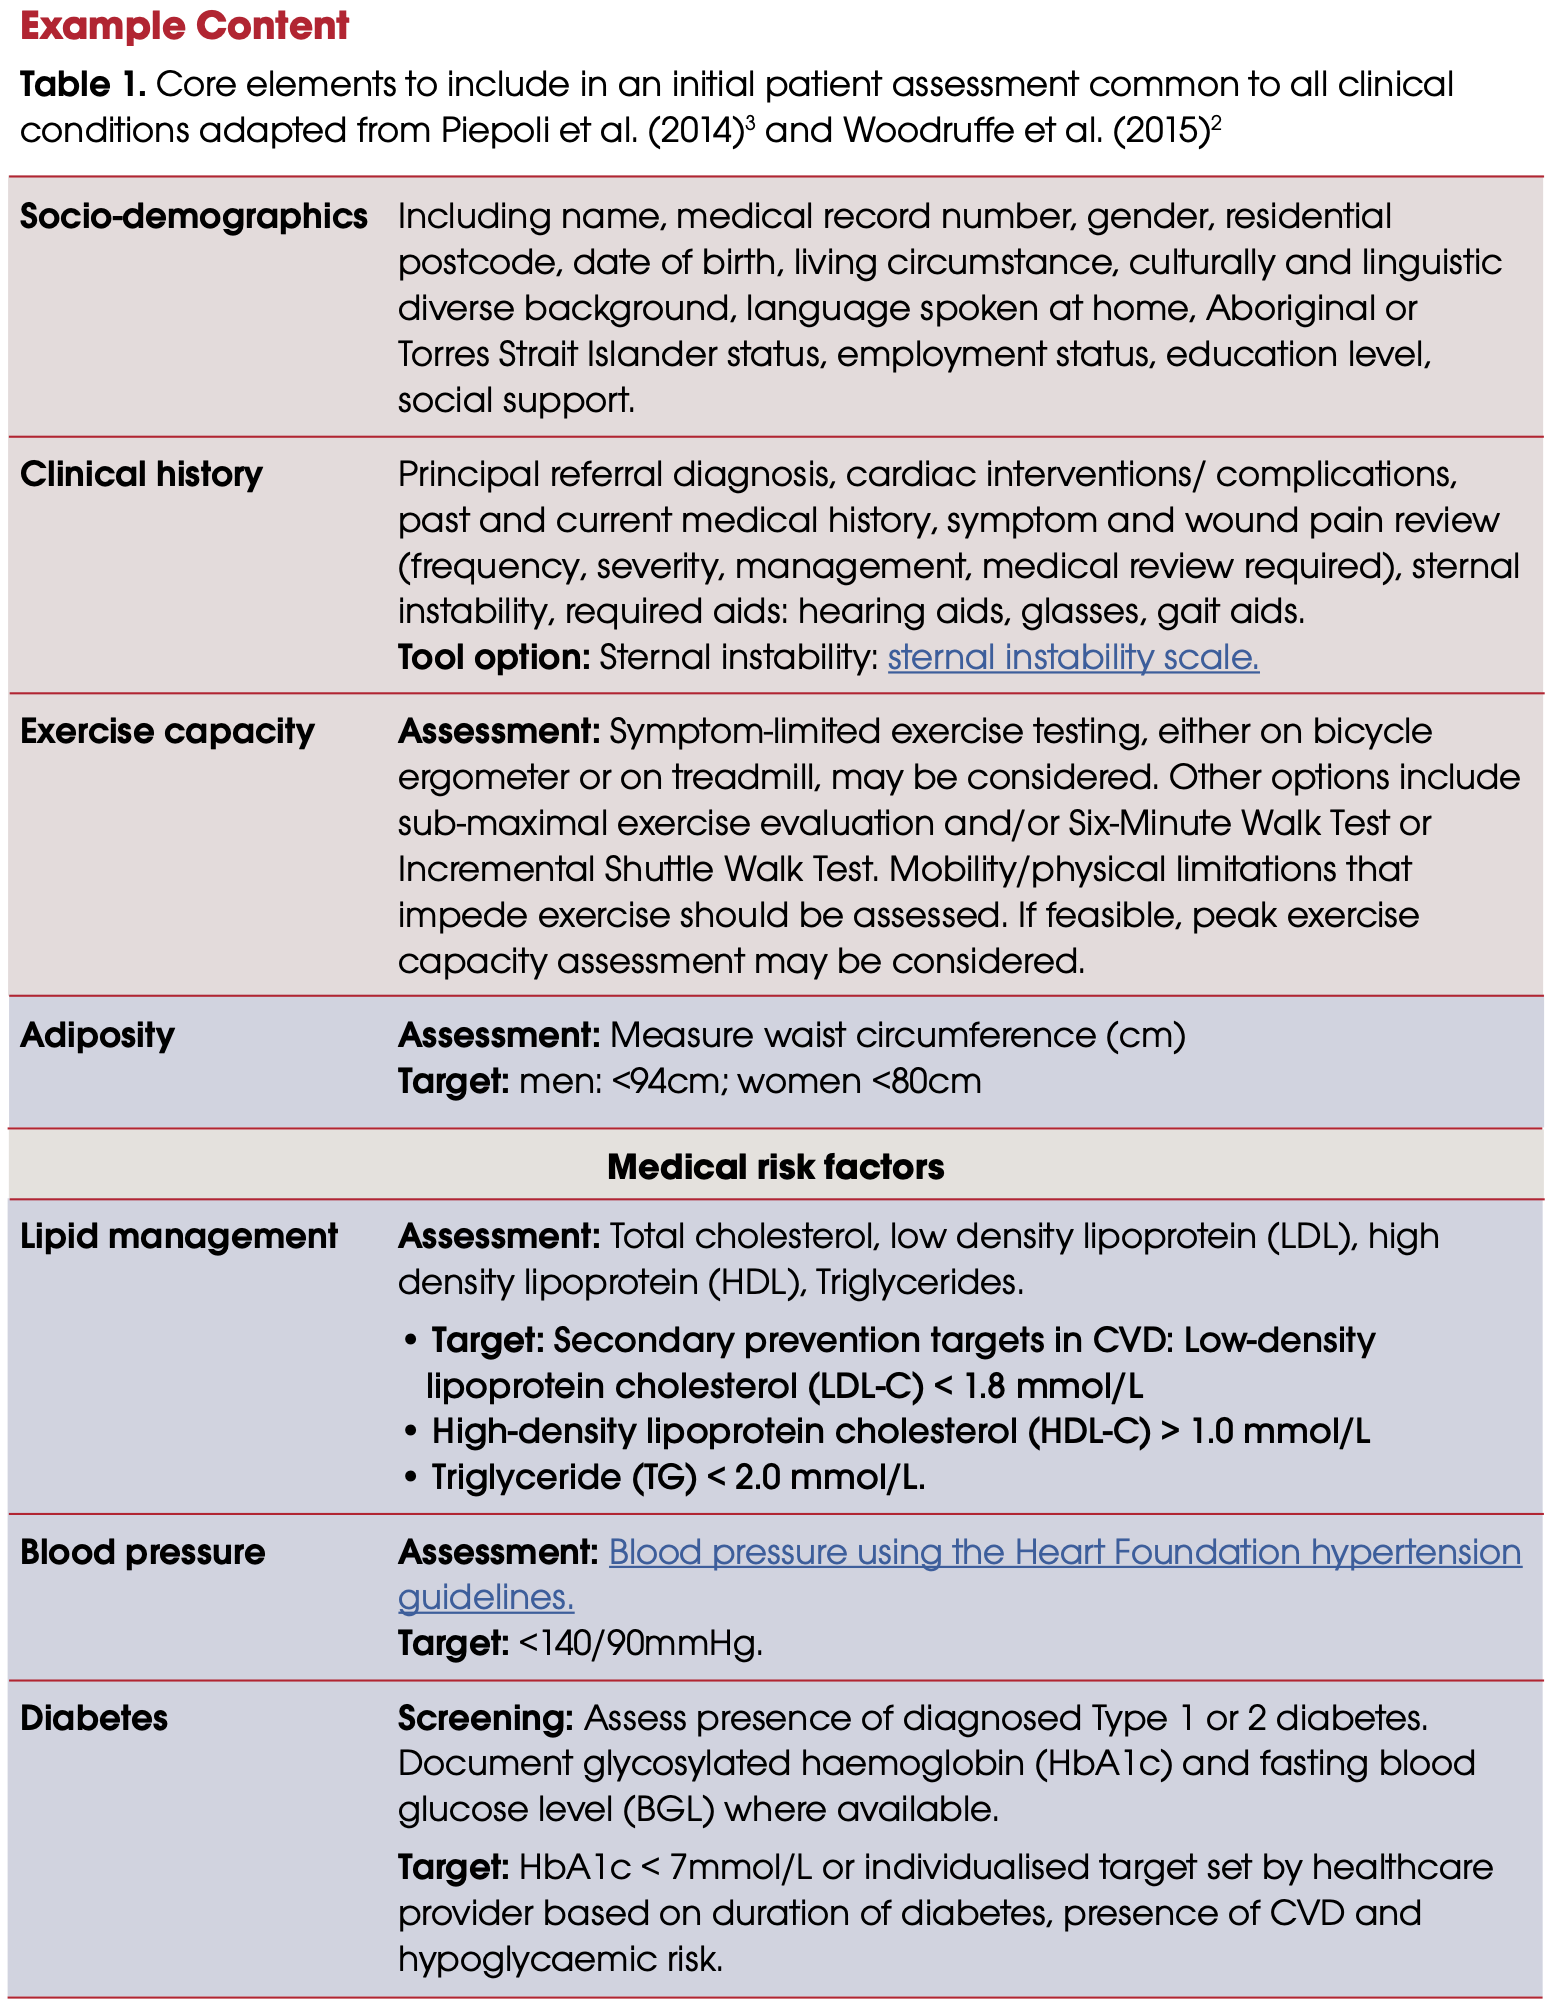 Example Content
Table 1. Core elements to include in an initial patient assessment common to all clinical
conditions adapted from Piepoli et al. (2014)3 and Woodruffe et al. (2015)2
Socio-demographics
Including name, medical record number, gender, residential
postcode, date of birth, living circumstance, culturally and linguistic
diverse background, language spoken at home, Aboriginal or
Torres Strait Islander status, employment status, education level,
social support.
Clinical history
Principal referral diagnosis, cardiac interventions/ complications,
past and current medical history, symptom and wound pain review
(frequency, severity, management, medical review required), sternal
instability, required aids: hearing aids, glasses, gait aids.
Tool option: Sternal instability: sternal instability scale.
Exercise capacity
Assessment: Symptom-limited exercise testing, either on bicycle
ergometer or on treadmill, may be considered. Other options include
sub-maximal exercise evaluation and/or Six-Minute Walk Test or
Incremental Shuttle Walk Test. Mobility/physical limitations that
impede exercise should be assessed. If feasible, peak exercise
capacity assessment may be considered.
Adiposity
Assessment: Measure waist circumference (cm)
Target: men: <94cm; women <80cm
Medical risk factors
Lipid management
Assessment: Total cholesterol, low density lipoprotein (LDL), high
density lipoprotein (HDL), Triglycerides.
• Target: Secondary prevention targets in CVD: Low-density
lipoprotein cholesterol (LDL-C) < 1.8 mmol/L
• High-density lipoprotein cholesterol (HDL-C) > 1.0 mmol/L
• Triglyceride (TG) < 2.0 mmol/L.
Blood pressure
Assessment: Blood pressure using the Heart Foundation hypertension
guidelines.
Target: <140/90mmHg.
Diabetes
Screening: Assess presence of diagnosed Type 1 or 2 diabetes.
Document glycosylated haemoglobin (HbA1c) and fasting blood
glucose level (BGL) where available.
Target: HbA1c < 7mmol/L or individualised target set by healthcare
provider based on duration of diabetes, presence of CVD and
hypoglycaemic risk.